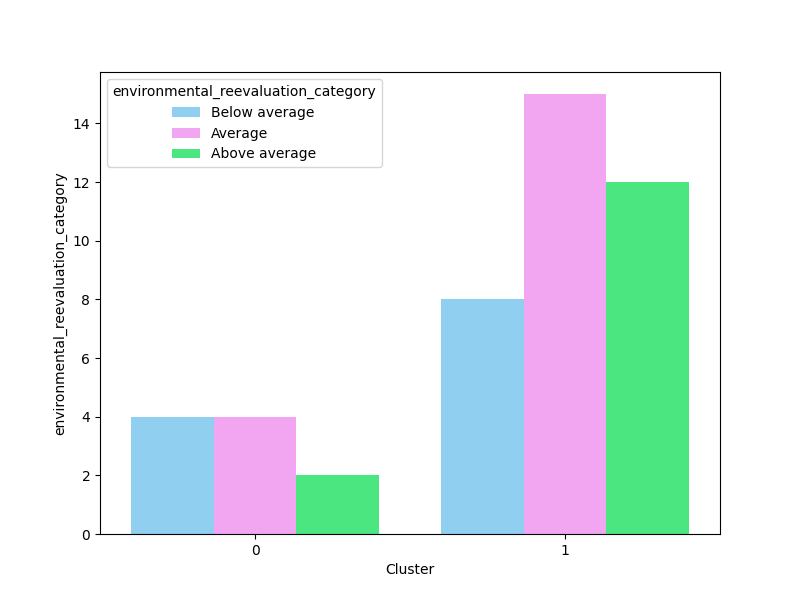 environmental_reevaluation_category
Below average
Average
Above average
environmental_reevaluation_category
14
12
10
8
6
4
2
0
0
1
Cluster